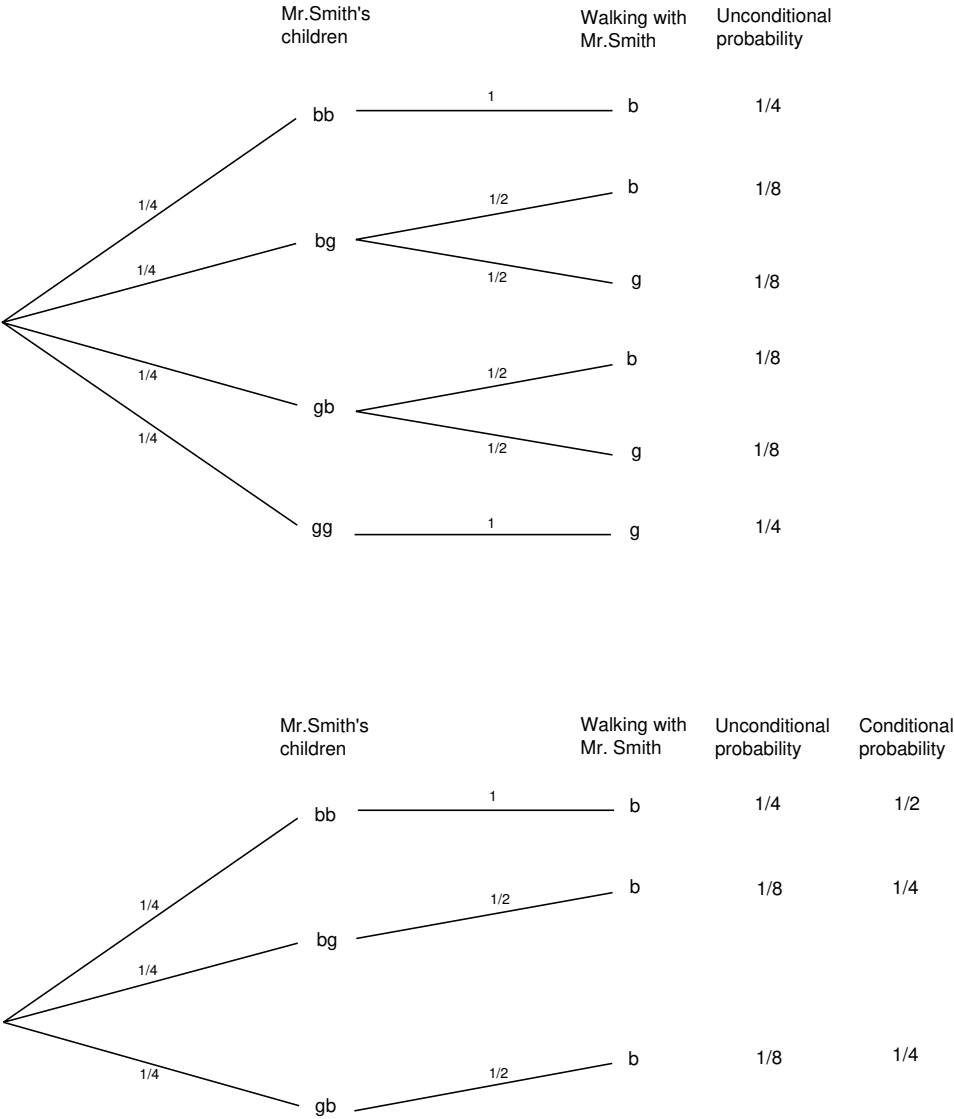 Mr.Smith's
children
Walking with
Mr.Smith
Unconditional
probability
bb
1
b
1/4
1/4
bg
1/4
1/2
b
1/8
1/2
g
1/8
1/4
gb
1/2
b
1/8
1/4
1/2
g
1/8
gg
1
g
1/4
Mr.Smith's
children
Walking with
Mr. Smith
Unconditional
probability
Conditional
probability
bb
1
b
1/4
1/2
1/4
bg
1/4
1/2
b
1/8
1/4
1/4
gb
1/2
b
1/8
1/4